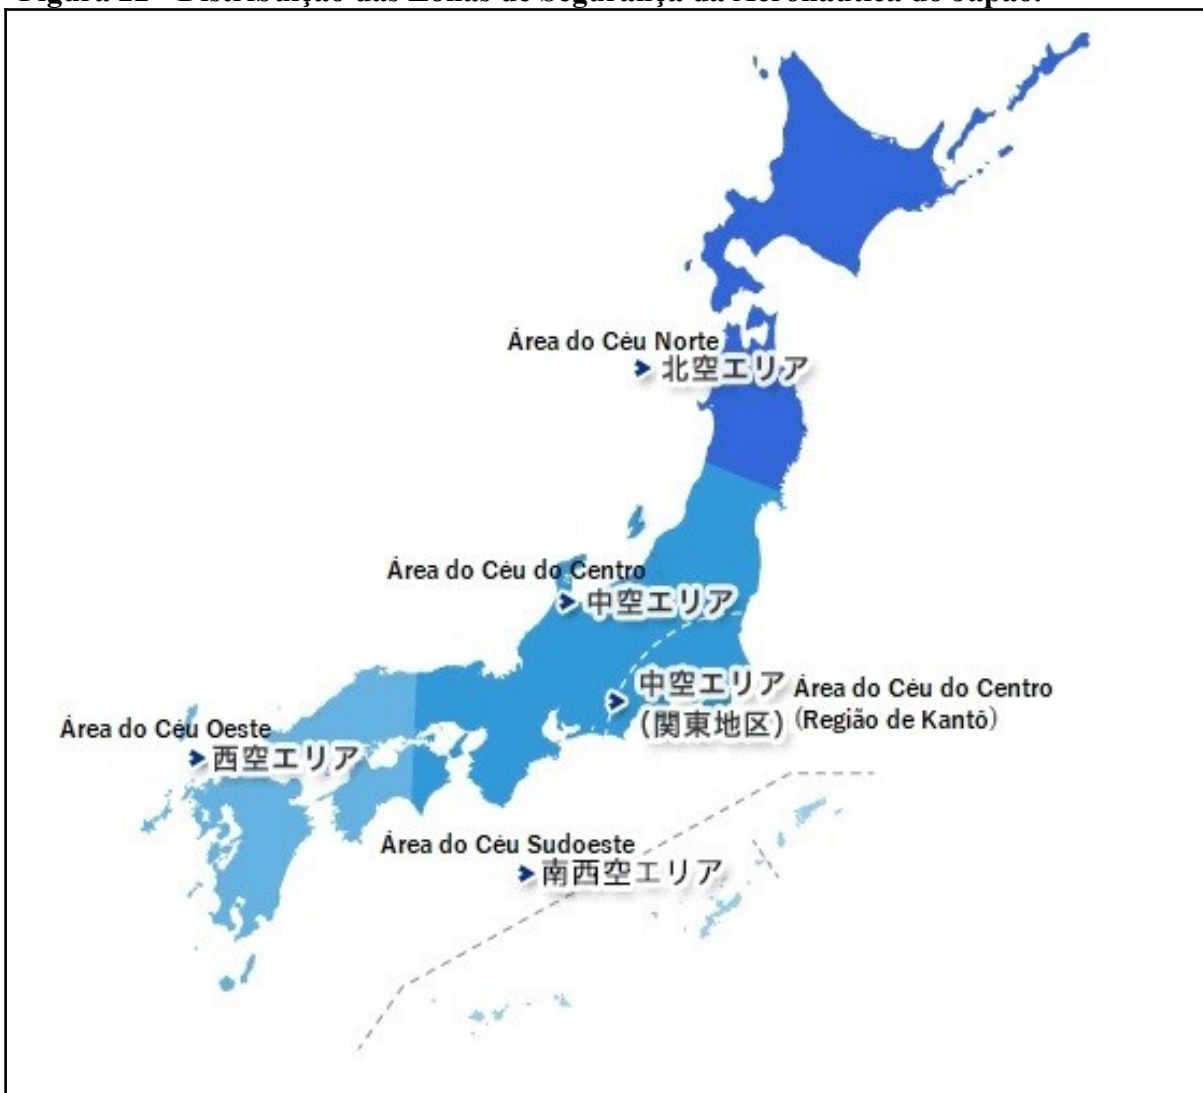 Figura 22 - Distribuição das Zonas de Segurança da Aeronáutica do Japão.
Área do Céu Norte
北空エリア
Área do Céu do Centro
中空エリア
中空エリア
(関東地区)
Área do Céu do Centro
(Região de Kantō)
Área do Céu Oeste
西空エリア
Área do Céu Sudoeste
南西空エリア